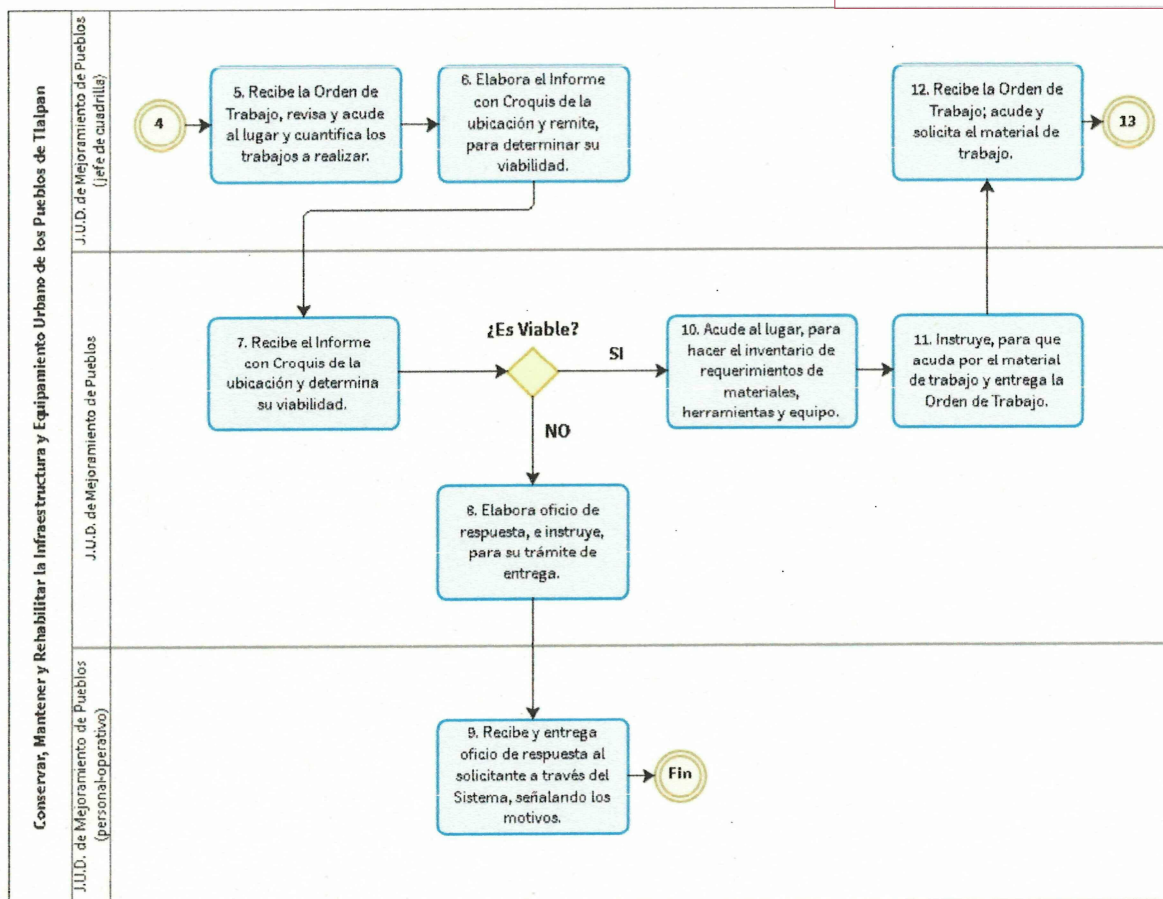 Conservar, Mantener y Rehabilitar la Infraestructura y Equipamiento Urbano de los Pueblos de Tlalpan
J.U.D. de Mejoramiento de Pueblos
(jefe de cuadrilla)
4
5. Recibe la Orden de
Trabajo, revisa y acude
al lugar y cuantifica los
trabajos a realizar.
6. Elabora el Informe
con Croquis de la
ubicación y remite,
para determinar su
viabilidad.
12. Recibe la Orden de
Trabajo; acude y
solicita el material de
trabajo.
13
J.U.D. de Mejoramiento de Pueblos
7. Recibe el Informe
con Croquis de la
ubicación y determina
su viabilidad.
¿Es Viable?
SI
NO
10. Acude al lugar, para
hacer el inventario de
requerimientos de
materiales,
herramientas y equipo.
11. Instruye, para que
acuda por el material
de trabajo y entrega la
Orden de Trabajo.
8. Elabora oficio de
respuesta, e instruye,
para su trámite de
entrega.
J.U.D. de Mejoramiento de Pueblos
(personal-operativo)
9. Recibe y entrega
oficio de respuesta al
solicitante a través del
Sistema, señalando los
motivos.
Fin